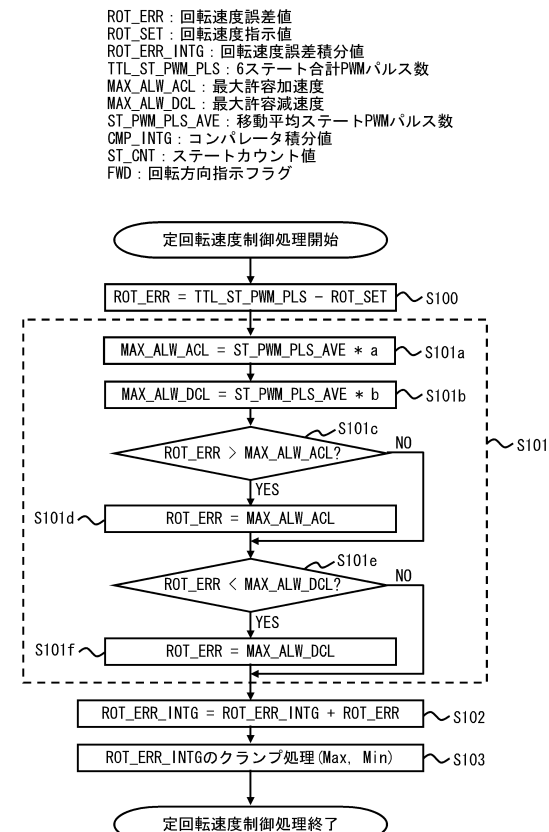 ROT_ERR：回転速度誤差値
ROT_SET：回転速度指示値
ROT_ERR_INTG：回転速度誤差積分値
TTL_ST_PWM_PLS：6ステート合計PWMパルス数
MAX_ALW_ACL：最大許容加速度
MAX_ALW_DCL：最大許容減速度
ST_PWM_PLS_AVE：移動平均ステートPWMパルス数
CMP_INTG：コンパレータ積分値
ST_CNT：ステートカウント値
FWD：回転方向指示フラグ
定回転速度制御処理開始
ROT_ERR = TTL_ST_PWM_PLS − ROT_SET
S100
MAX_ALW_ACL = ST_PWM_PLS_AVE * a
S101a
MAX_ALW_DCL = ST_PWM_PLS_AVE * b
S101b
S101c
ROT_ERR > MAX_ALW_ACL?
NO
S101
YES
S101d
ROT_ERR = MAX_ALW_ACL
S101e
ROT_ERR < MAX_ALW_DCL?
NO
YES
S101f
ROT_ERR = MAX_ALW_DCL
ROT_ERR_INTG = ROT_ERR_INTG + ROT_ERR
S102
ROT_ERR_INTGのクランプ処理(Max, Min)
S103
定回転速度制御処理終了